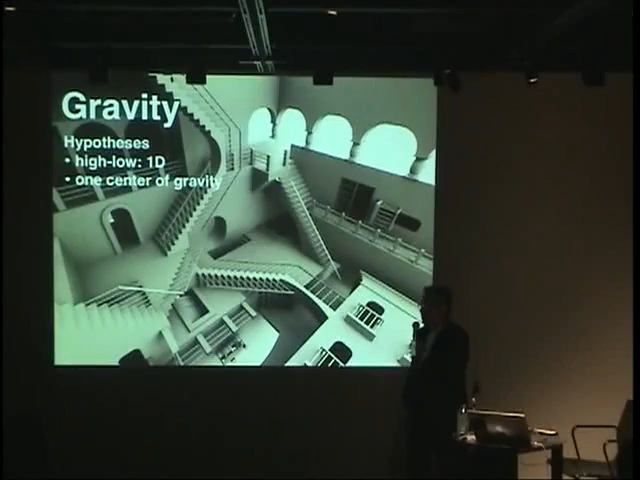 Gravity
Hypotheses
• high-low: 1D
• one center of gravity